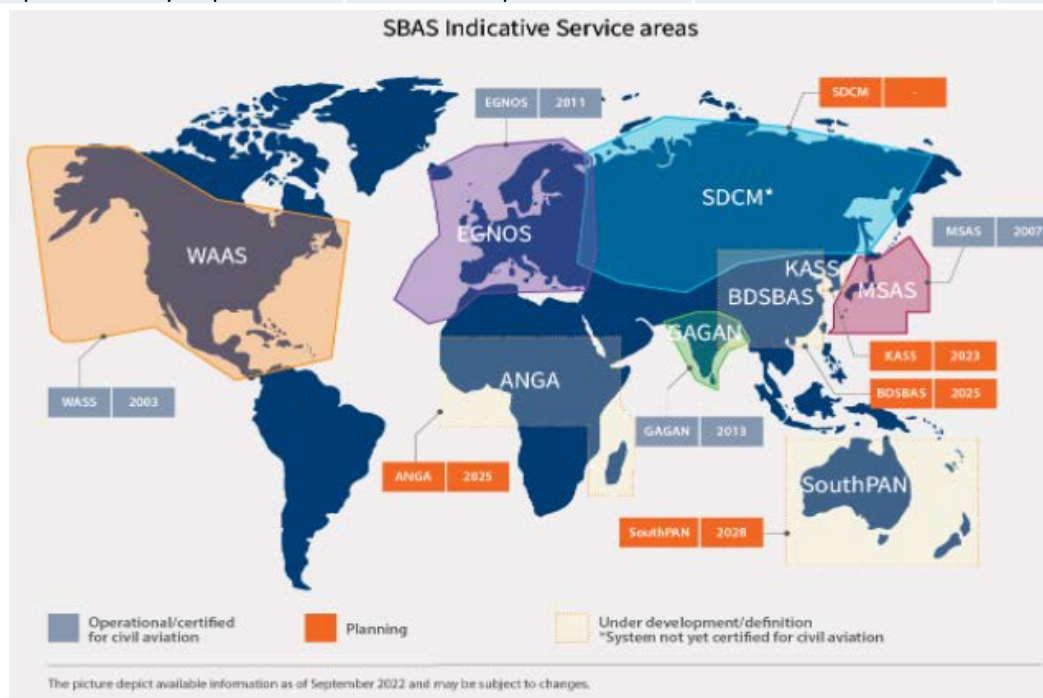 SBAS Indicative Service areas
EGNOS 2011
SDCM -
SDCM*
MSAS 2007
EGNOS
WAAS
KASS
BDSBAS
MSAS
GAGAN
KASS 2023
ANGA
BDSBAS 2025
WASS 2003
GAGAN 2013
ANGA 2025
SouthPAN
SouthPAN 2028
Operational/certified
for civil aviation
Planning
Under development/definition
*System not yet certified for civil aviation
The picture depict available information as of September 2022 and may be subject to changes.